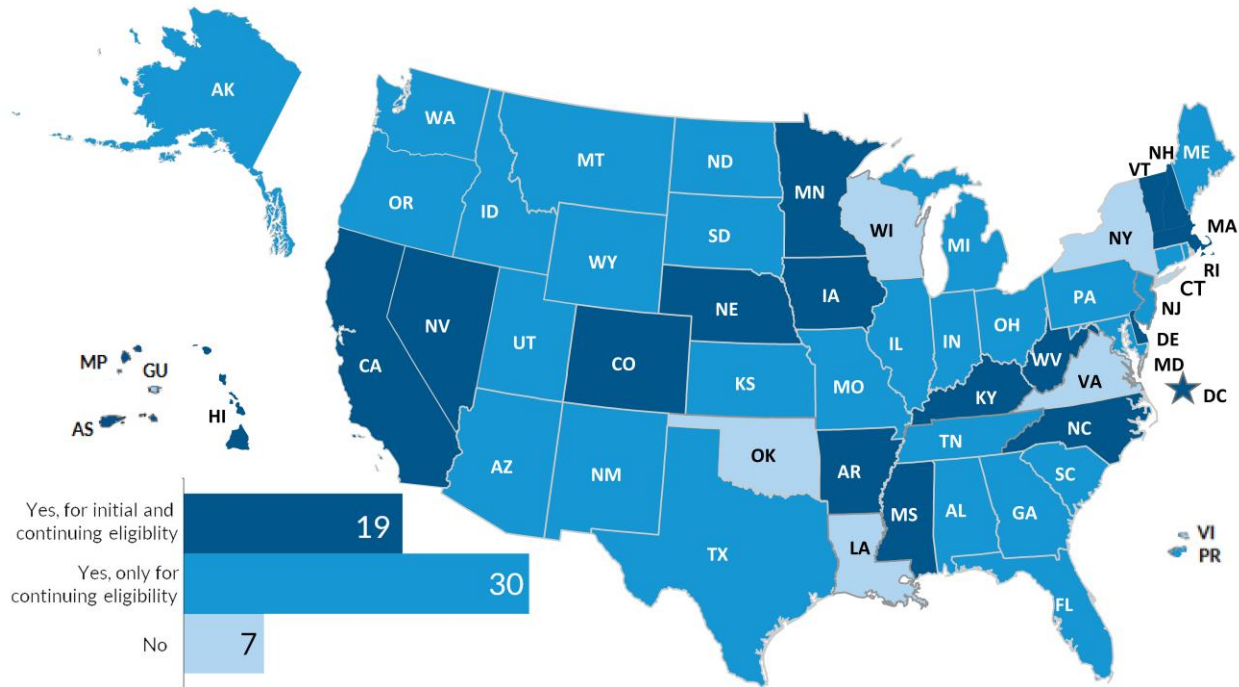 AK
WA
MT
ND
MN
OR
ID
WY
SD
WI
MI
NY
VT
NH
ME
MA
RI
CT
NJ
PA
DE
MD
DC
NV
CA
UT
CO
NE
IA
IL
IN
OH
WV
VA
KS
MO
KY
NC
TN
SC
AZ
NM
OK
AR
MS
AL
GA
TX
LA
FL
MP
GU
AS
HI
VI
PR
Yes, for initial and
continuing eligiblity
19
Yes, only for
continuing eligibility
30
No
7